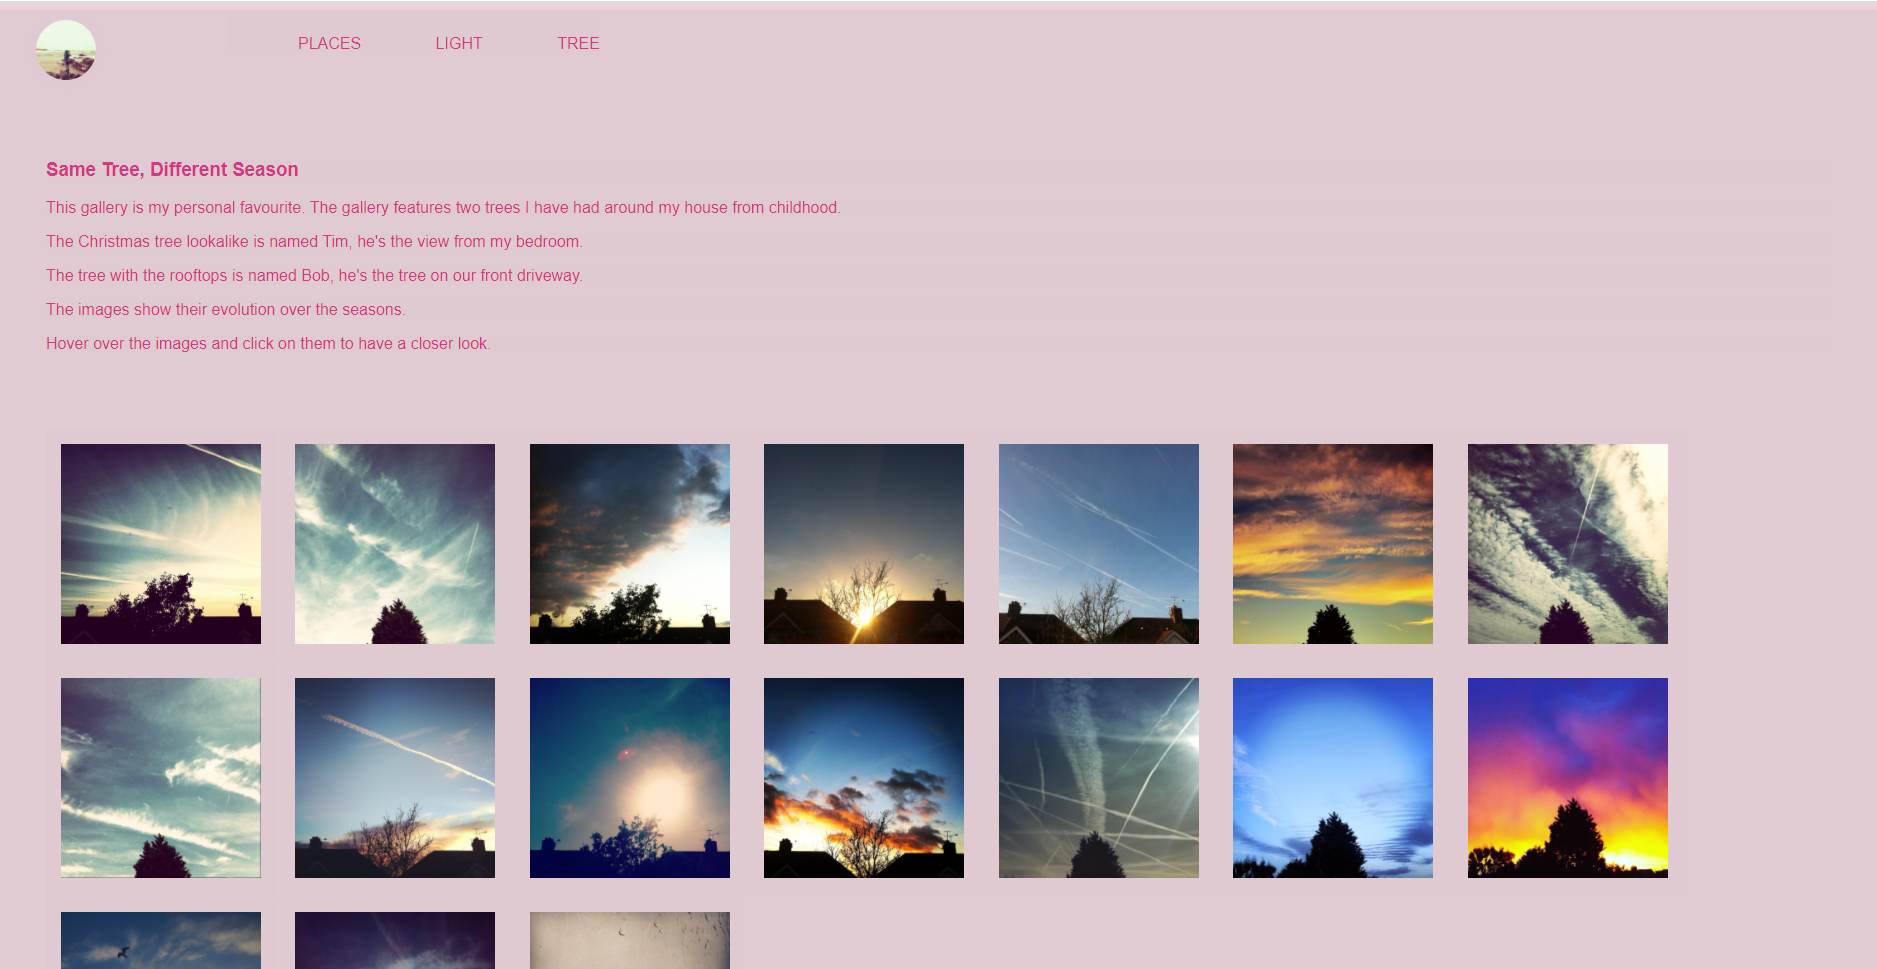 PLACES LIGHT TREE
Same Tree, Different Season
This gallery is my personal favourite. The gallery features two trees I have had around my house from childhood.
The Christmas tree lookalike is named Tim, he's the view from my bedroom.
The tree with the rooftops is named Bob, he's the tree on our front driveway.
The images show their evolution over the seasons.
Hover over the images and click on them to have a closer look.